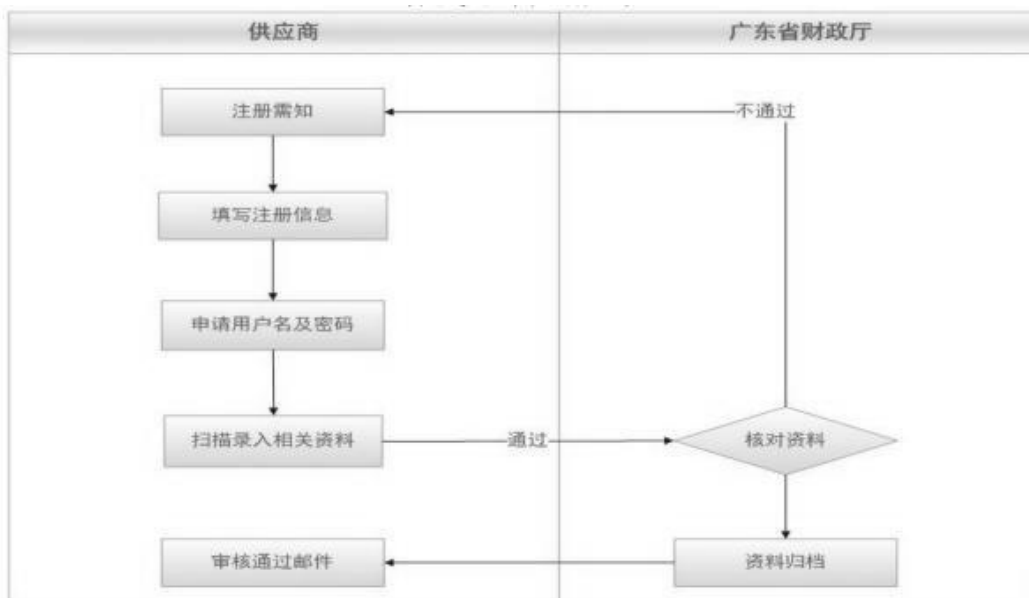 供应商
广东省财政厅
注册需知
不通过
填写注册信息
申请用户名及密码
扫描录入相关资料
通过
核对资料
审核通过邮件
资料归档